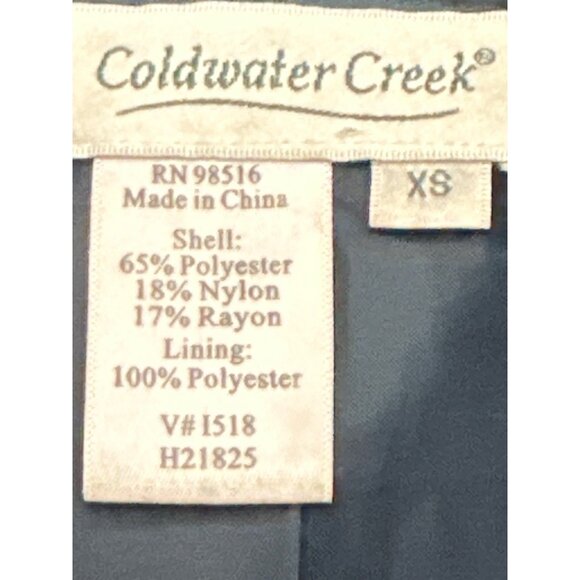 Coldwater Creek®
RN 98516
Made in China
Shell:
65% Polyester
18% Nylon
17% Rayon
Lining:
100% Polyester
V# I518
H21825
XS